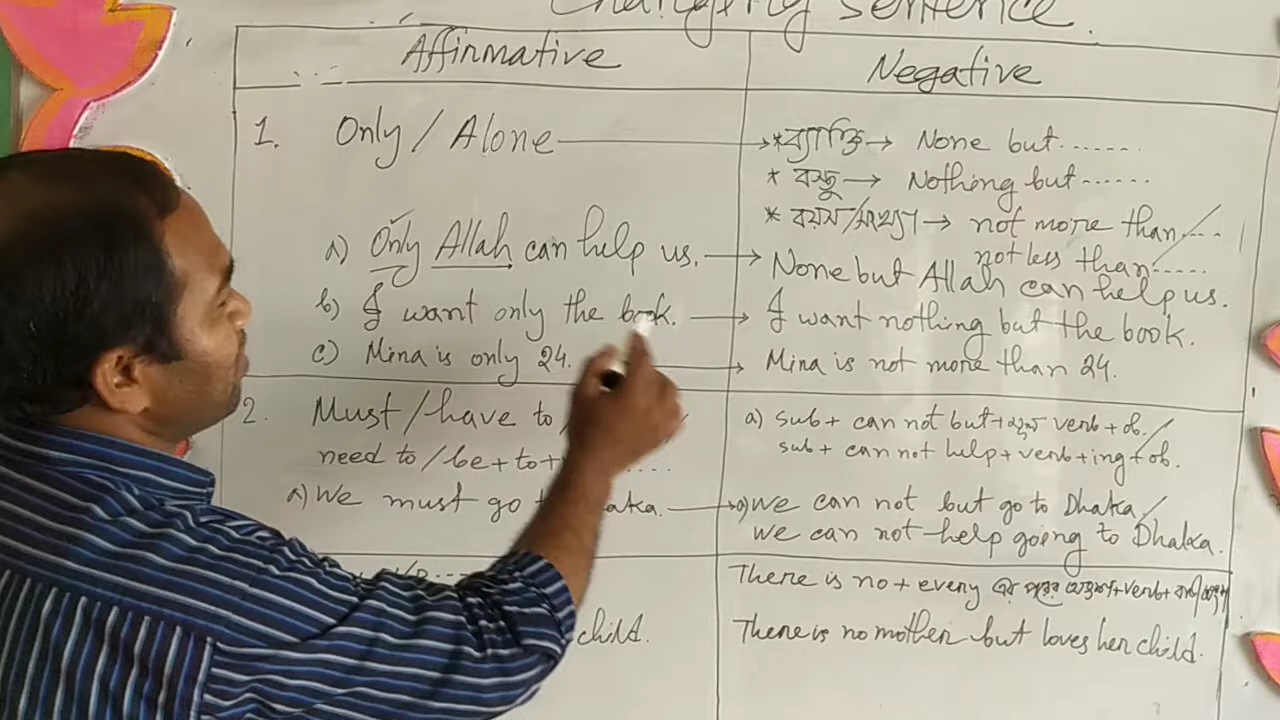 Changing Sentence.
Affirmative
Negative
1. Only / Alone
* ব্যাক্তি → None but.......
* বস্তু → Nothing but ......
* বয়স/সংখ্যা → not more than..../
not less than.....
a) Only Allah can help us. → None but Allah can help us.
b) I want only the book. → I want nothing but the book.
c) Mina is only 24. → Mina is not more than 24.
2. Must / have to /
need to / be + to +
a) sub + can not but + verb + ob. /
sub + can not help + verb + ing + ob.
a) We must go → a) we can not but go to Dhaka /
we can not help going to Dhaka.
There is no + every এর পরের + verb +
child.
There is no mother but loves her child.